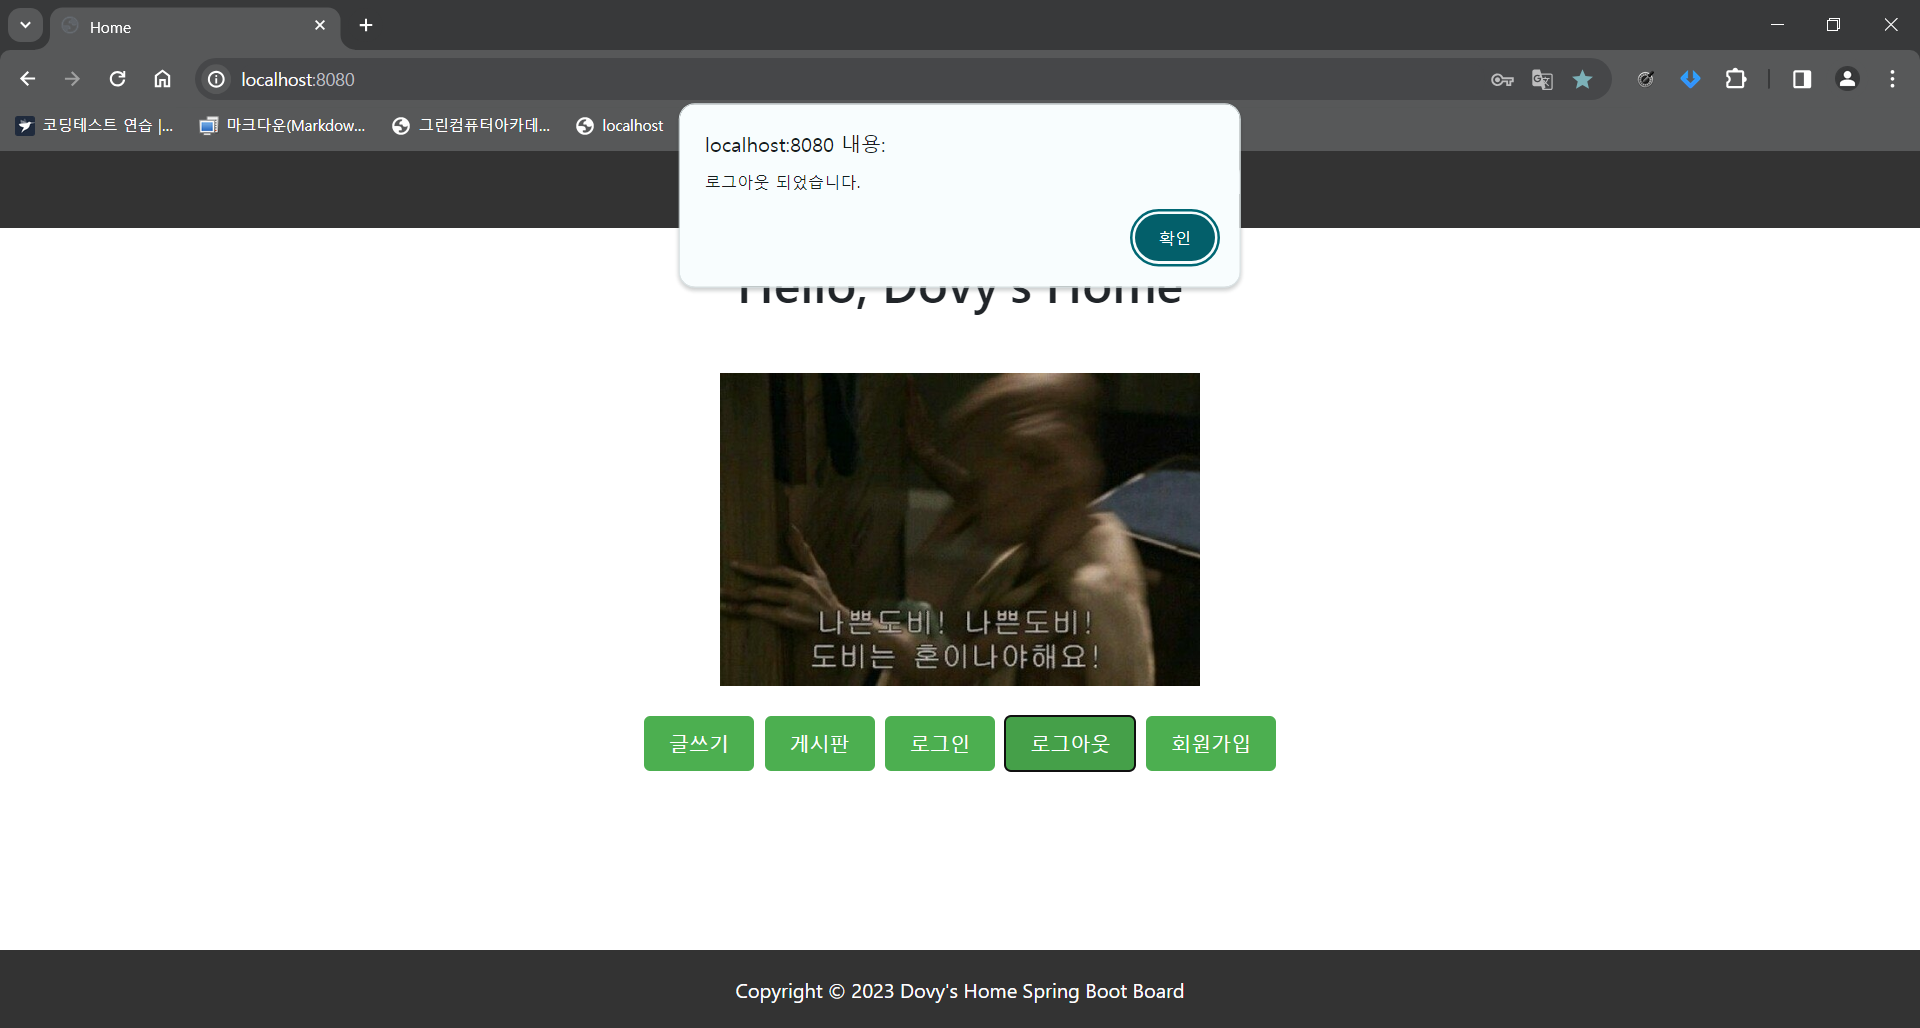 Home
localhost:8080
코딩테스트 연습 |...
마크다운(Markdow...
그린컴퓨터아카데...
localhost
localhost:8080 내용:
로그아웃 되었습니다.
확인
Hello, Dovy's Home
나쁜도비! 나쁜도비!
도비는 혼이나야해요!
글쓰기
게시판
로그인
로그아웃
회원가입
Copyright © 2023 Dovy's Home Spring Boot Board